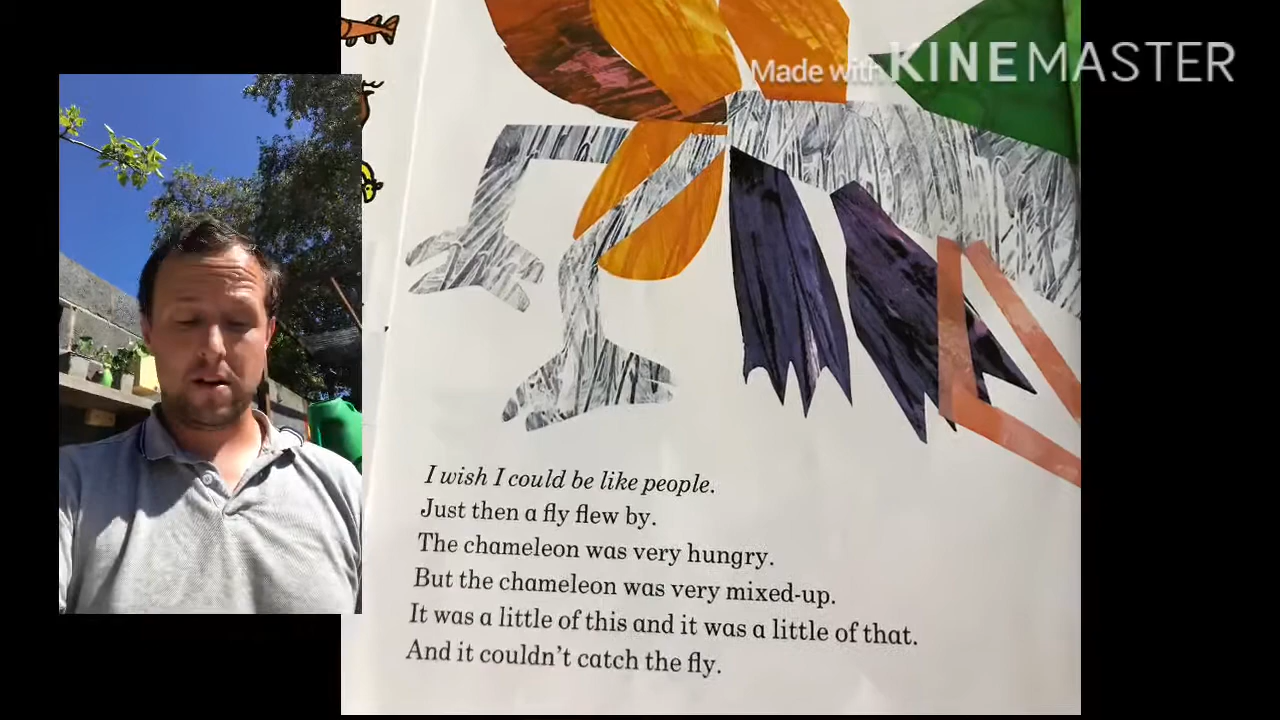 Made with KINEMASTER
I wish I could be like people.
Just then a fly flew by.
The chameleon was very hungry.
But the chameleon was very mixed-up.
It was a little of this and it was a little of that.
And it couldn't catch the fly.